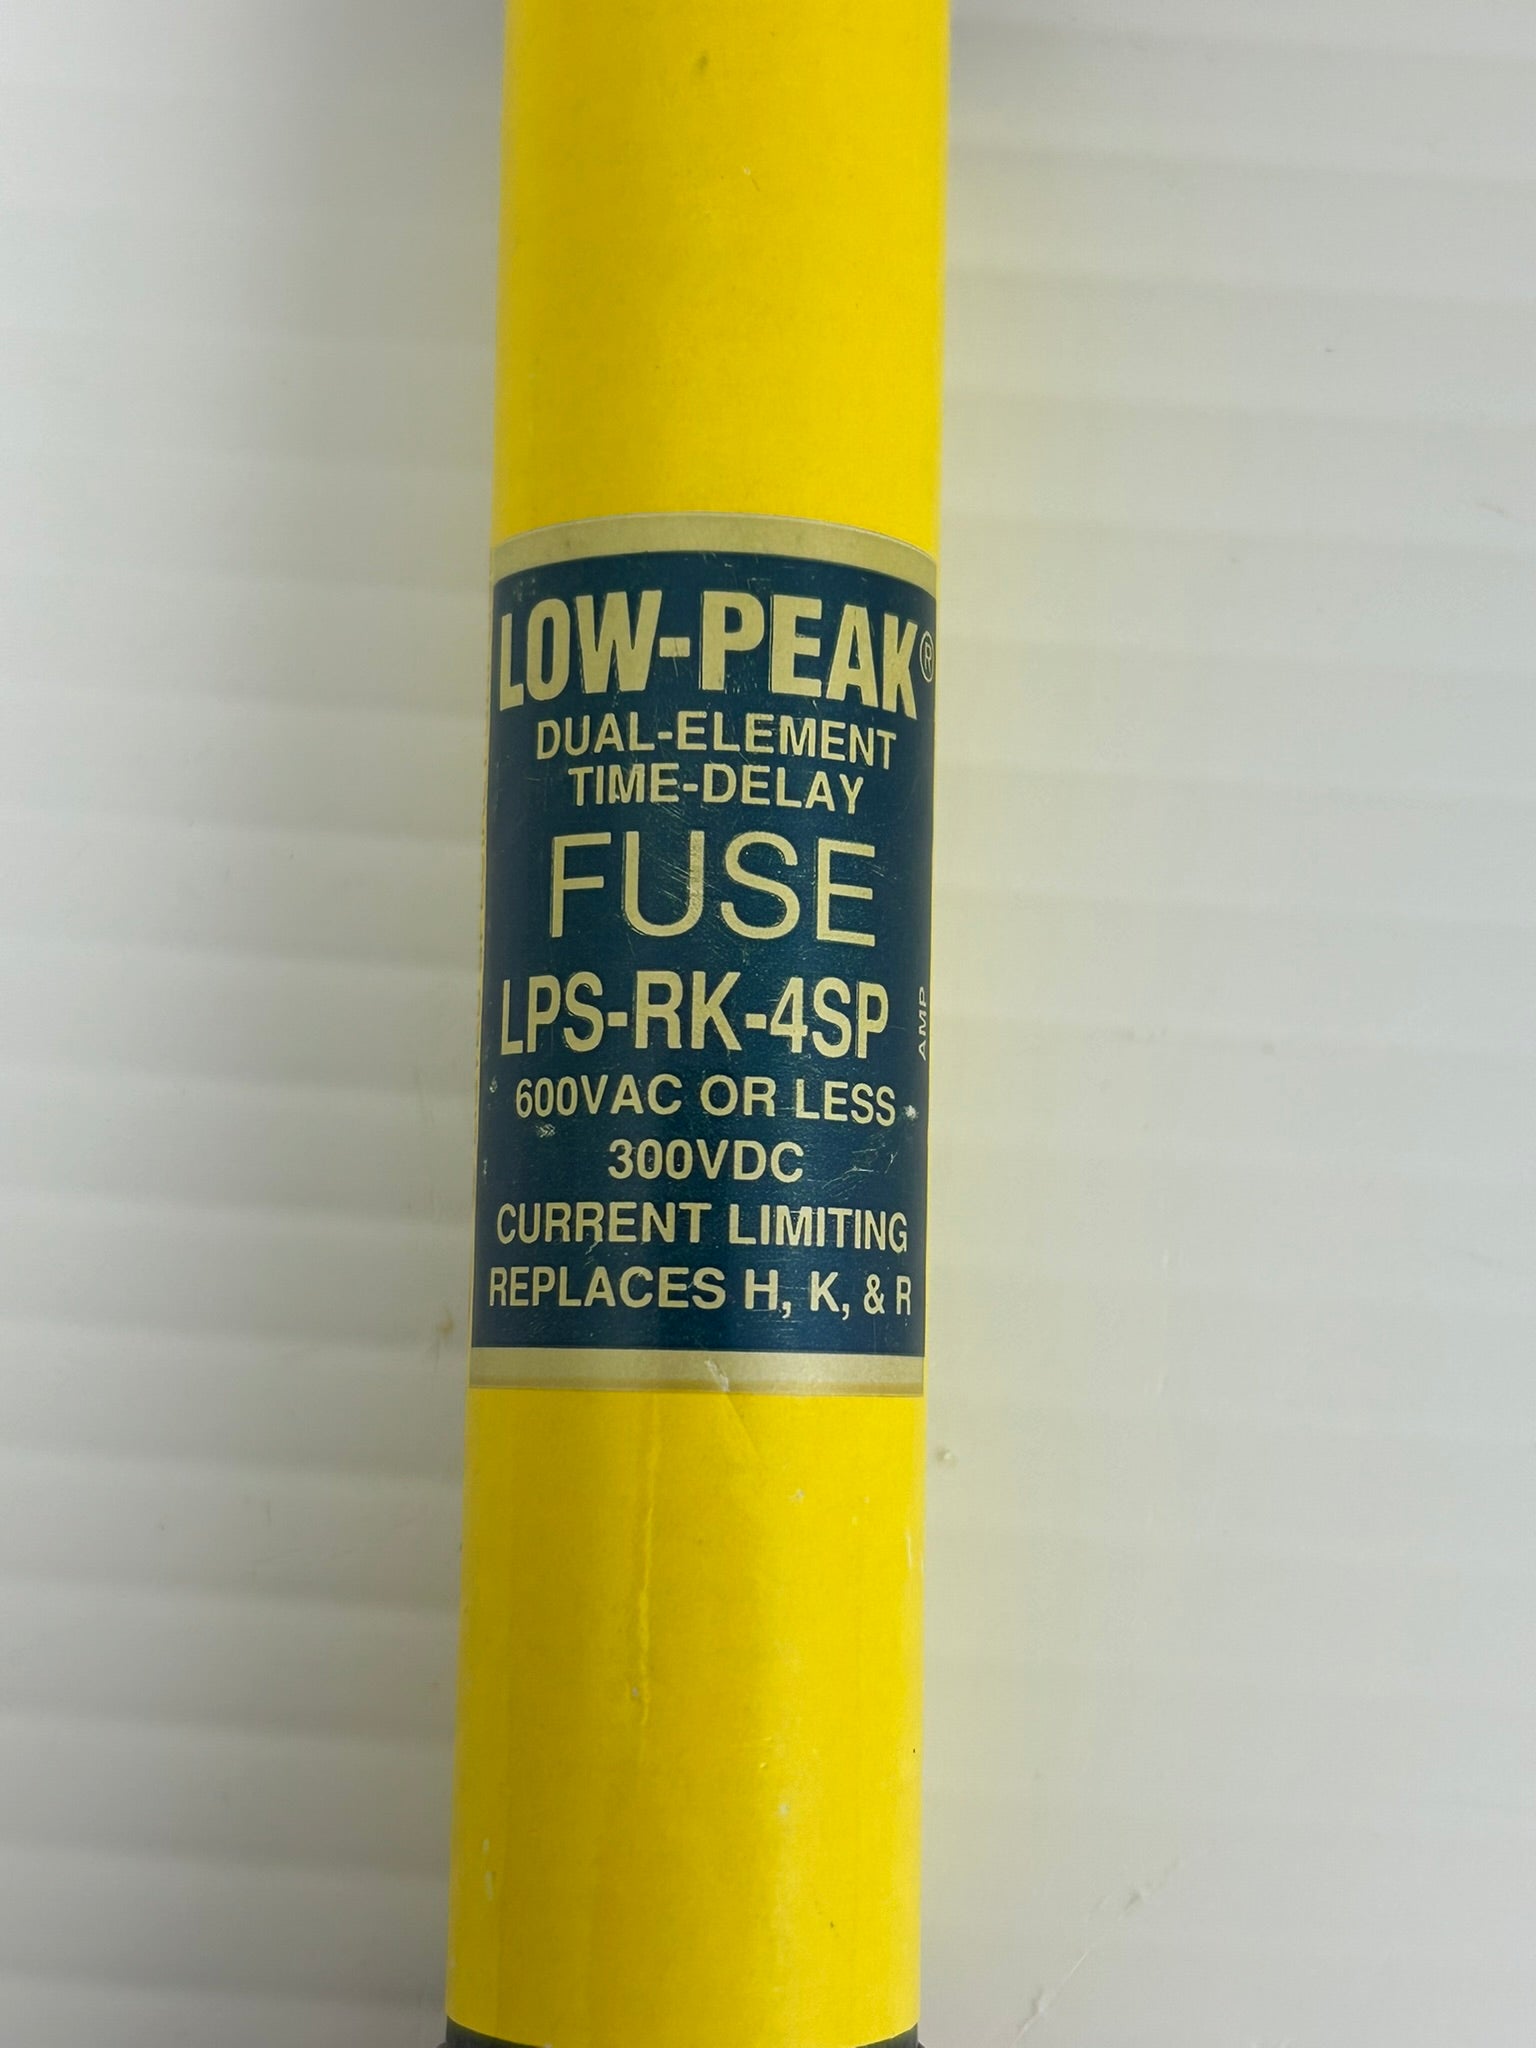 LOW-PEAK®
DUAL-ELEMENT
TIME-DELAY
FUSE
LPS-RK-4SP
AMP
600VAC OR LESS
300VDC
CURRENT LIMITING
REPLACES H, K, & R